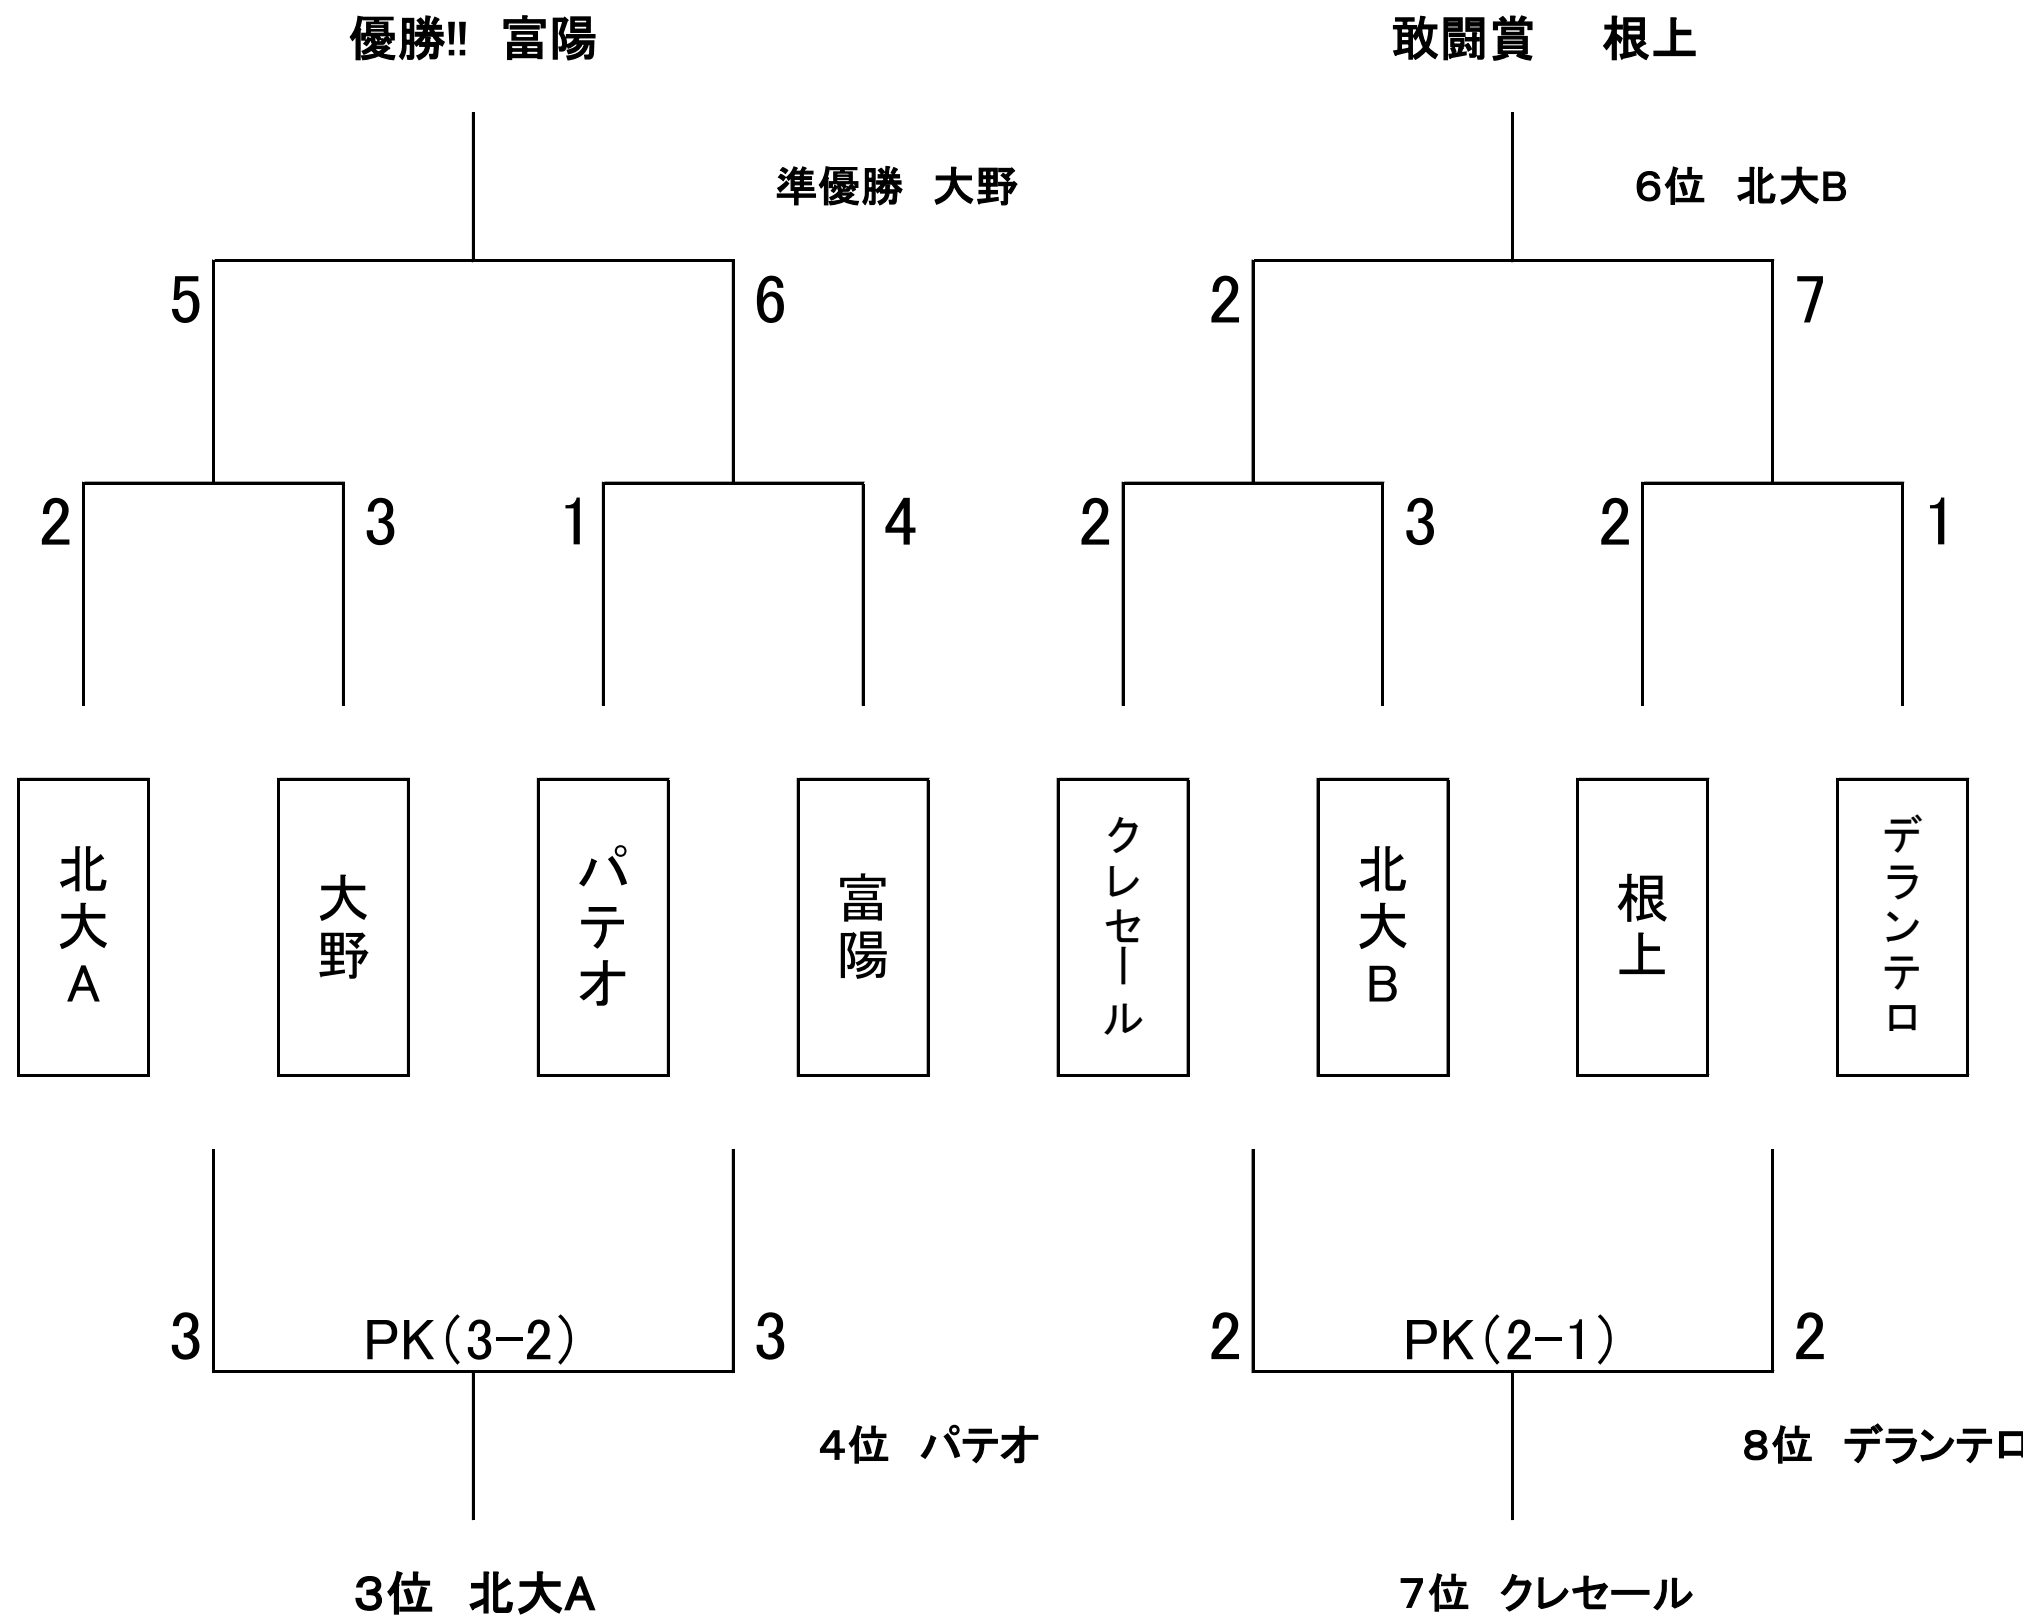 優勝!!　富陽
敢闘賞　根上
準優勝　大野
６位　北大B
5
6
2
7
2
3
1
4
2
3
2
1
北大A
大野
パテオ
富陽
クレセール
北大B
根上
デランテロ
3
PK（3−2）
3
2
PK（2−1）
2
４位　パテオ
８位　デランテロ
３位　北大A
７位　クレセール